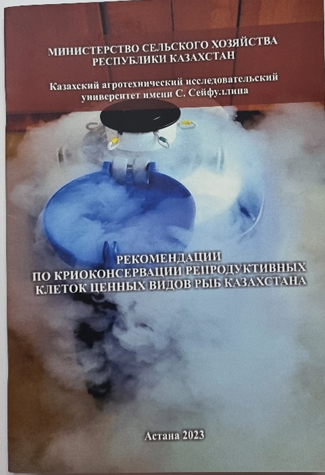 МИНИСТЕРСТВО СЕЛЬСКОГО ХОЗЯЙСТВА
РЕСПУБЛИКИ КАЗАХСТАН
Казахский агротехнический исследовательский
университет имени С. Сейфуллина
РЕКОМЕНДАЦИИ
ПО КРИОКОНСЕРВАЦИИ РЕПРОДУКТИВНЫХ
КЛЕТОК ЦЕННЫХ ВИДОВ РЫБ КАЗАХСТАНА
Астана 2023